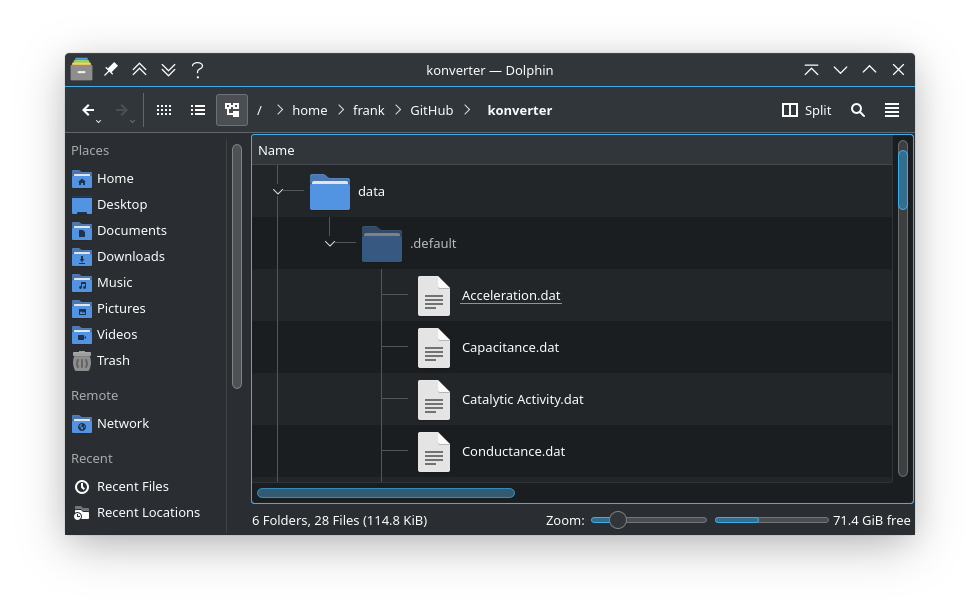 konverter — Dolphin
/ home frank GitHub konverter Split
Places
Home
Desktop
Documents
Downloads
Music
Pictures
Videos
Trash
Remote
Network
Recent
Recent Files
Recent Locations
Name
data
.default
Acceleration.dat
Capacitance.dat
Catalytic Activity.dat
Conductance.dat
6 Folders, 28 Files (114.8 KiB) Zoom: 71.4 GiB free